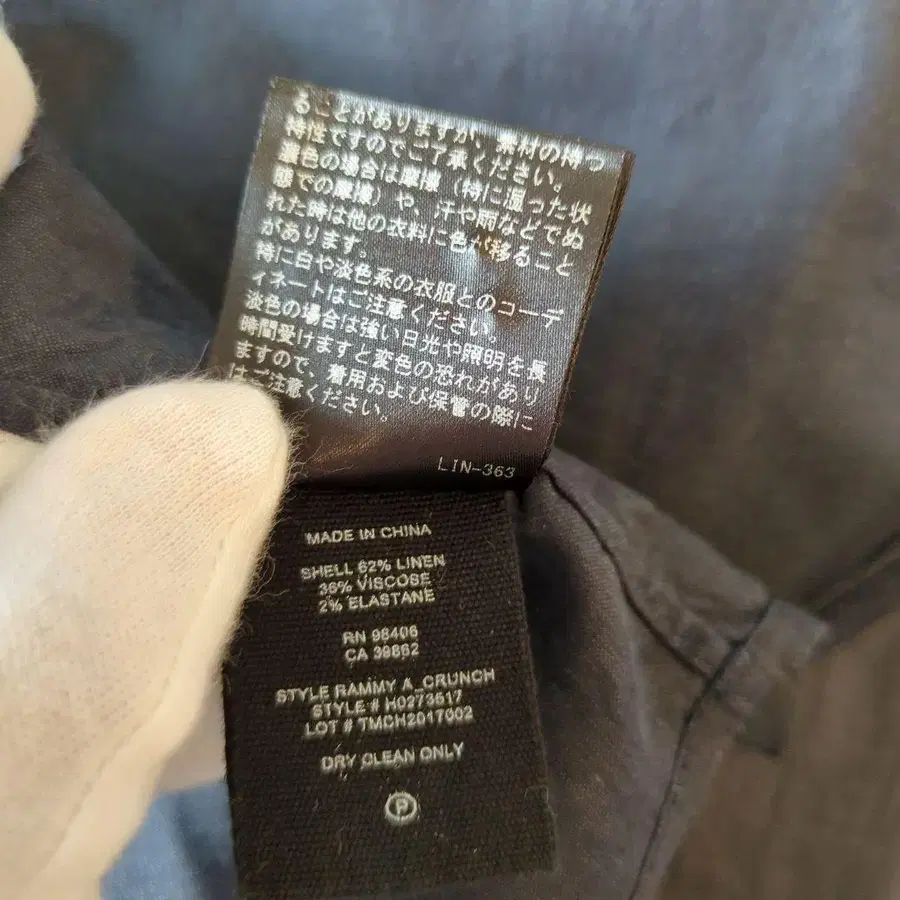 ることがありますが、素材の持つ
特性ですのでご了承ください。
濃色の場合は摩擦（特に湿った状
態での摩擦）や、汗や雨などでぬ
れた時は他の衣料に色が移ること
があります。
特に白や淡色系の衣服とのコーデ
ィネートはご注意ください。
淡色の場合は強い日光や照明を長
時間受けますと変色の恐れがあり
ますので、着用および保管の際に
はご注意ください。
LIN-363
MADE IN CHINA
SHELL 62% LINEN
36% VISCOSE
2% ELASTANE
RN 98406
CA 39862
STYLE RAMMY A_CRUNCH
STYLE # H0273517
LOT # TMCH2017002
DRY CLEAN ONLY
P